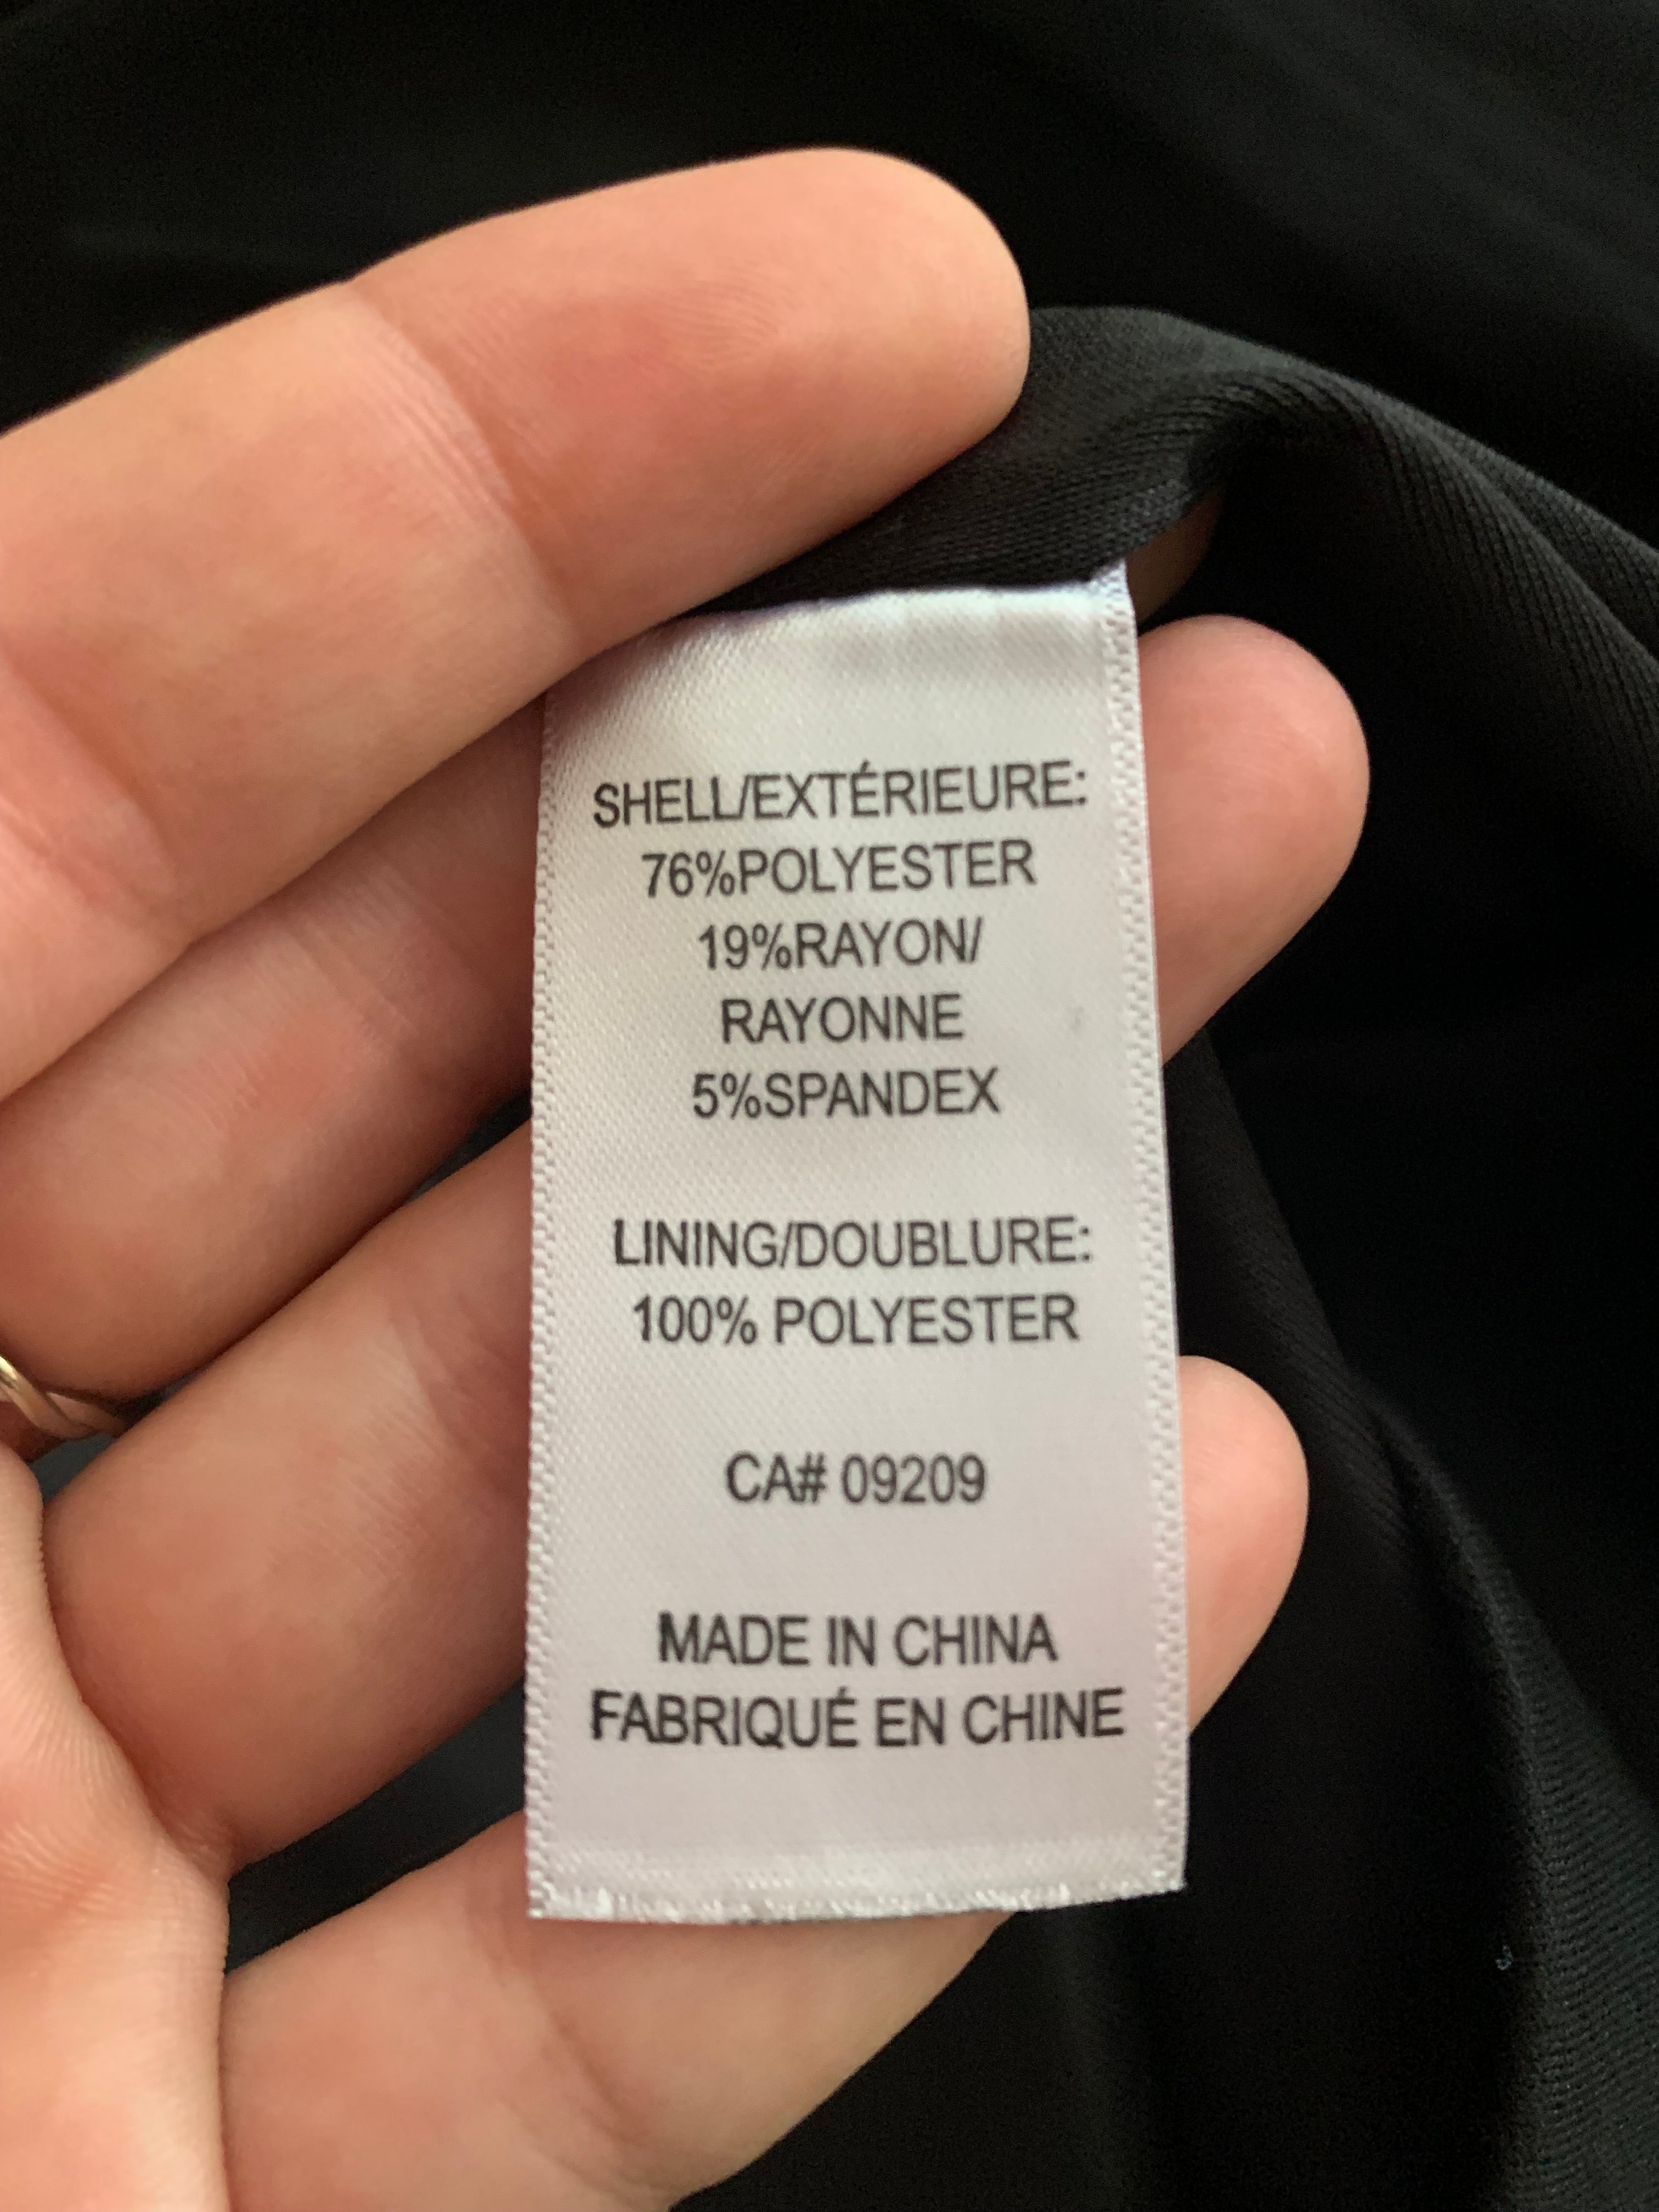 SHELL/EXTÉRIEURE:
76%POLYESTER
19%RAYON/
RAYONNE
5%SPANDEX
LINING/DOUBLURE:
100% POLYESTER
CA# 09209
MADE IN CHINA
FABRIQUÉ EN CHINE